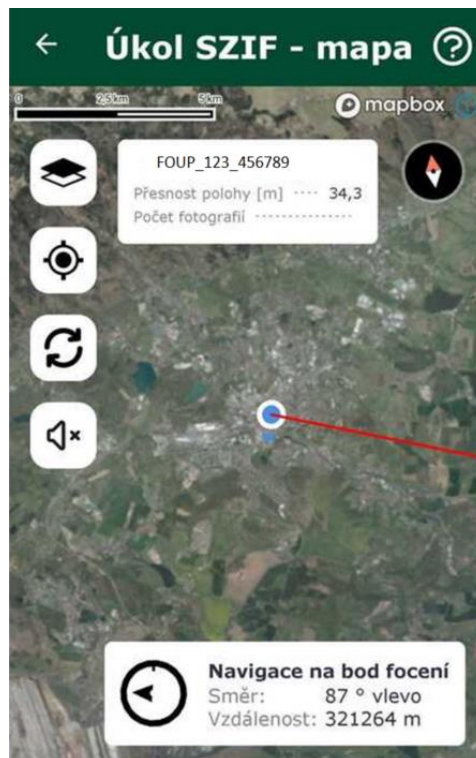 Úkol SZIF - mapa
0 2,5km 5km
mapbox
FOUP_123_456789
Přesnost polohy [m] ···· 34,3
Počet fotografií ···············
Navigace na bod focení
Směr: 87 ° vlevo
Vzdálenost: 321264 m